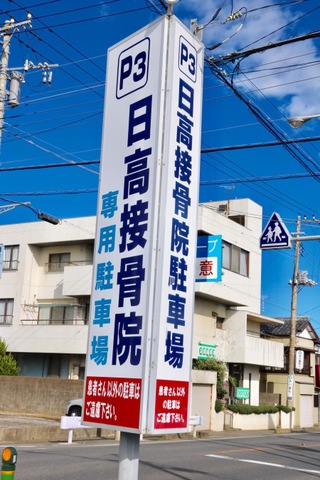 P3
日高接骨院
専用駐車場
患者さん以外の駐車は
ご遠慮下さい。
P3
日高接骨院駐車場
患者さん以外
の駐車は
ご遠慮下さい。
プ
意